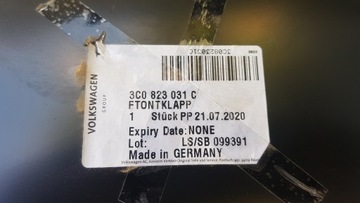 3C0823031C
VOLKSWAGEN
GROUP
3C0 823 031 C
FTONTKLAPP
1 Stück PP 21.07.2020
Expiry Date: NONE
Lot: LS/SB 099391
Made in GERMANY